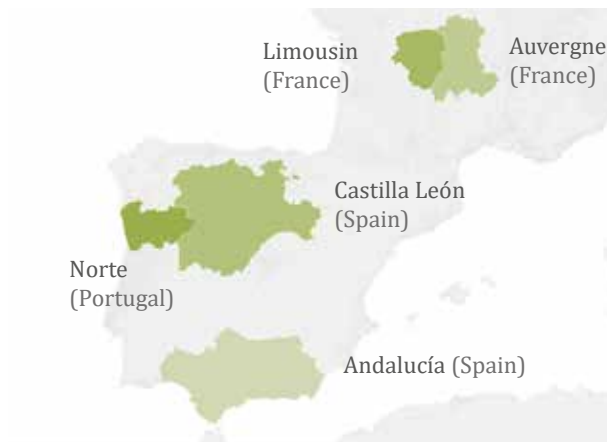 Limousin
(France)
Auvergne
(France)
Castilla León
(Spain)
Norte
(Portugal)
Andalucía (Spain)